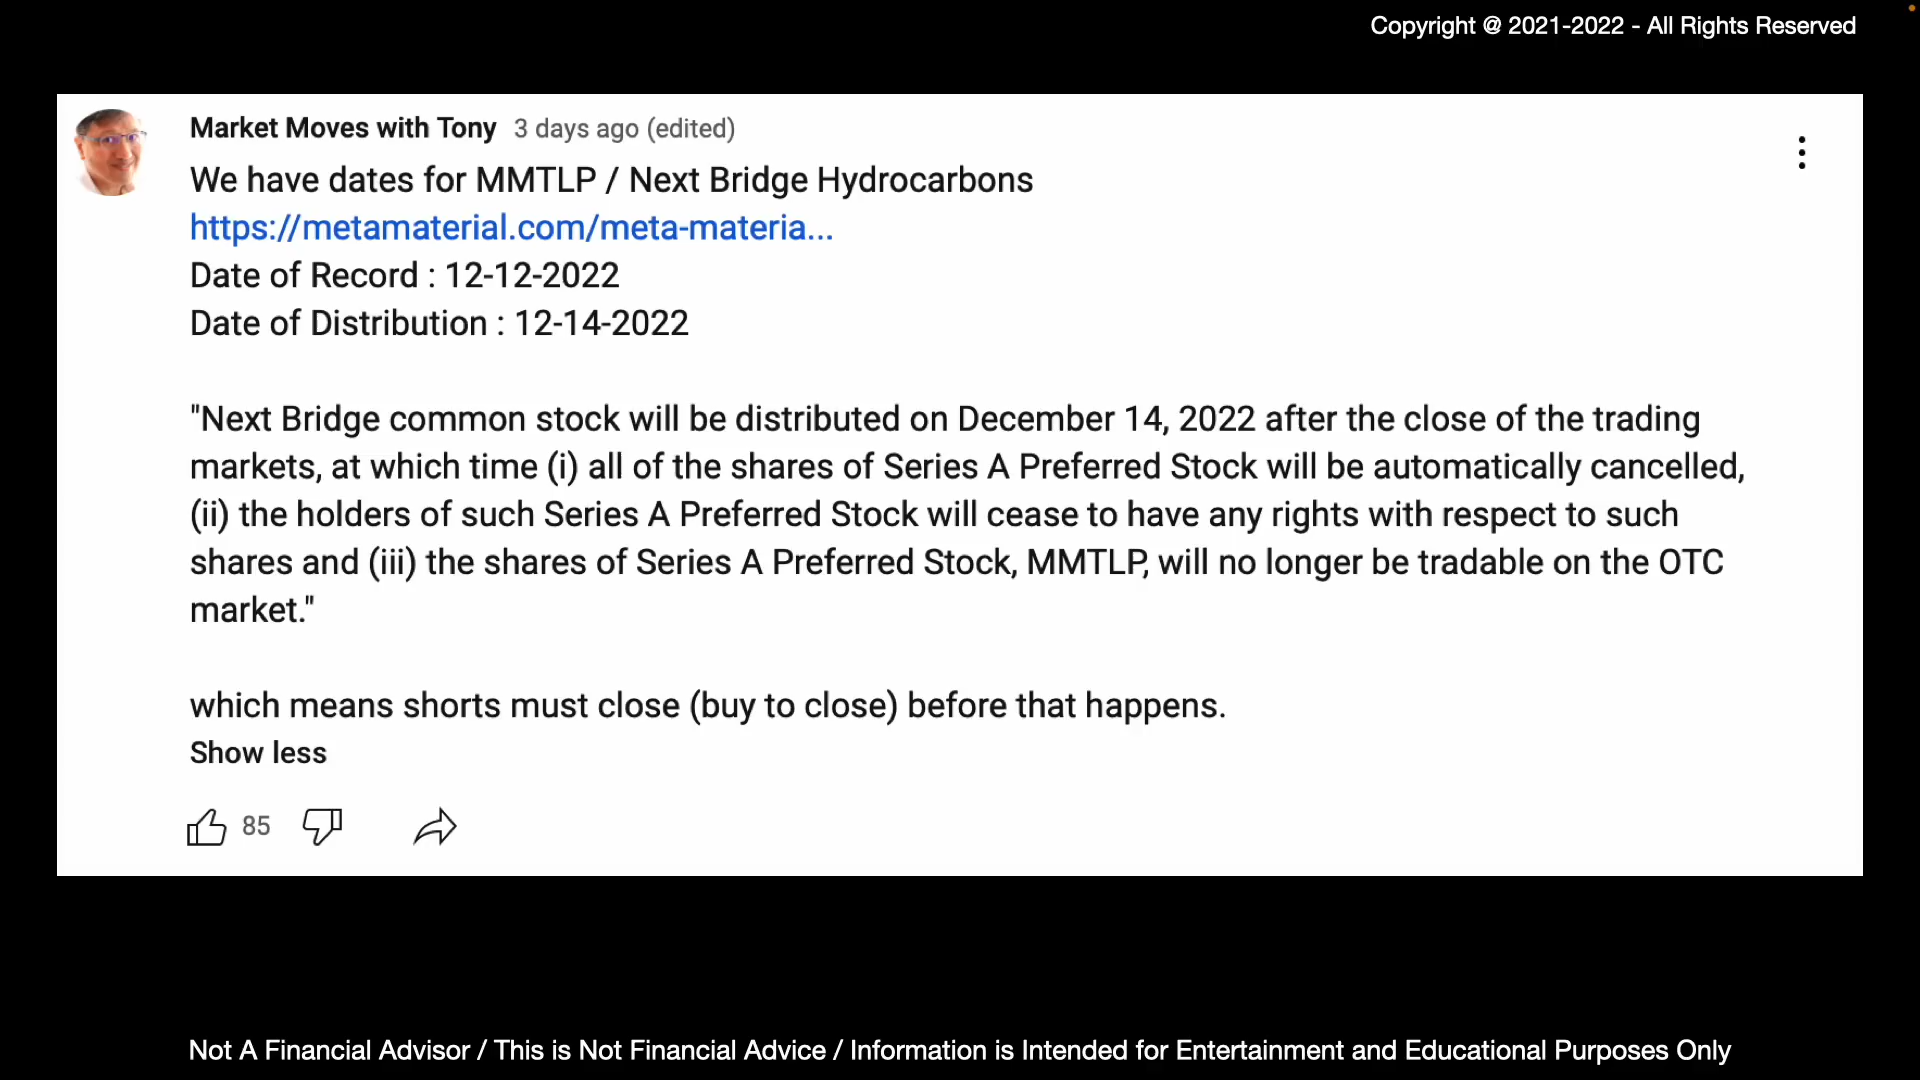 Copyright @ 2021-2022 - All Rights Reserved
Market Moves with Tony 3 days ago (edited)
We have dates for MMTLP / Next Bridge Hydrocarbons
https://metamaterial.com/meta-materia...
Date of Record : 12-12-2022
Date of Distribution : 12-14-2022
"Next Bridge common stock will be distributed on December 14, 2022 after the close of the trading
markets, at which time (i) all of the shares of Series A Preferred Stock will be automatically cancelled,
(ii) the holders of such Series A Preferred Stock will cease to have any rights with respect to such
shares and (iii) the shares of Series A Preferred Stock, MMTLP, will no longer be tradable on the OTC
market."
which means shorts must close (buy to close) before that happens.
Show less
85
Not A Financial Advisor / This is Not Financial Advice / Information is Intended for Entertainment and Educational Purposes Only